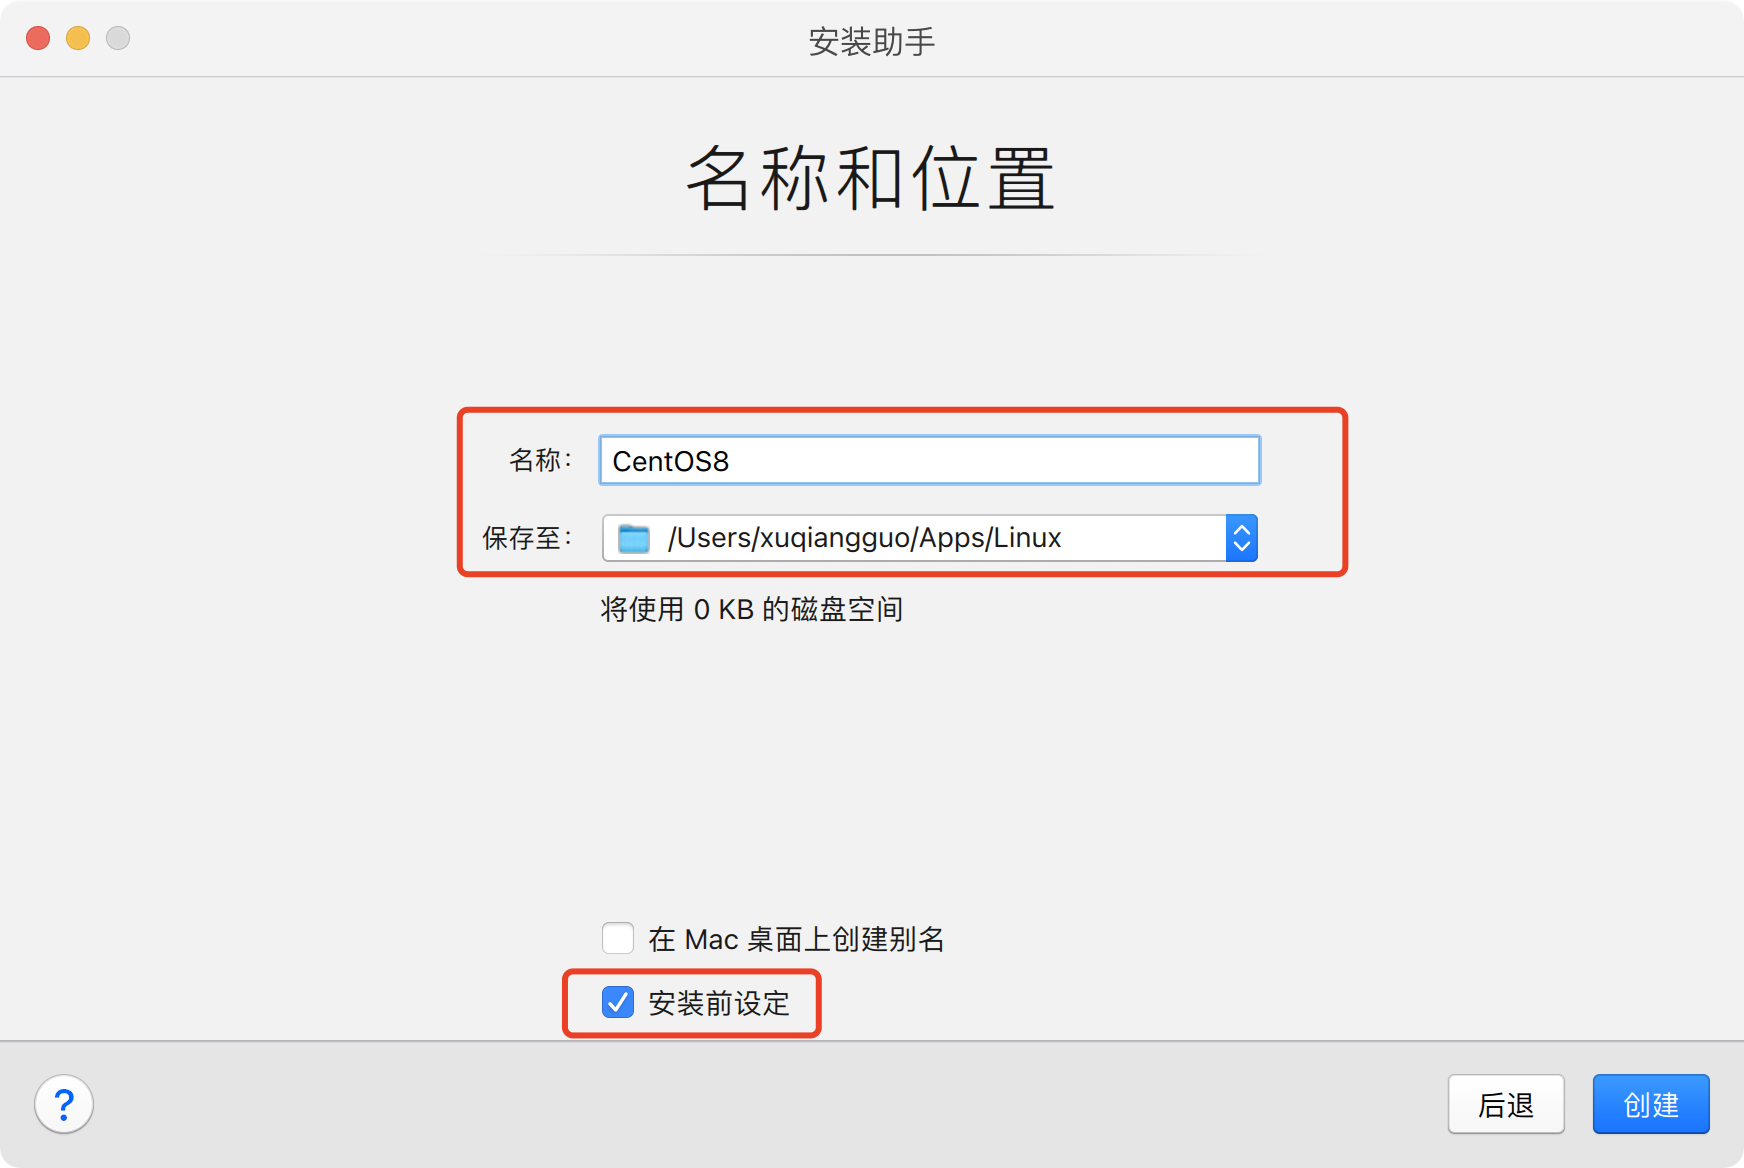 安装助手
名称和位置
名称： CentOS8
保存至： /Users/xuqiangguo/Apps/Linux
将使用 0 KB 的磁盘空间
在 Mac 桌面上创建别名
安装前设定
? 后退 创建